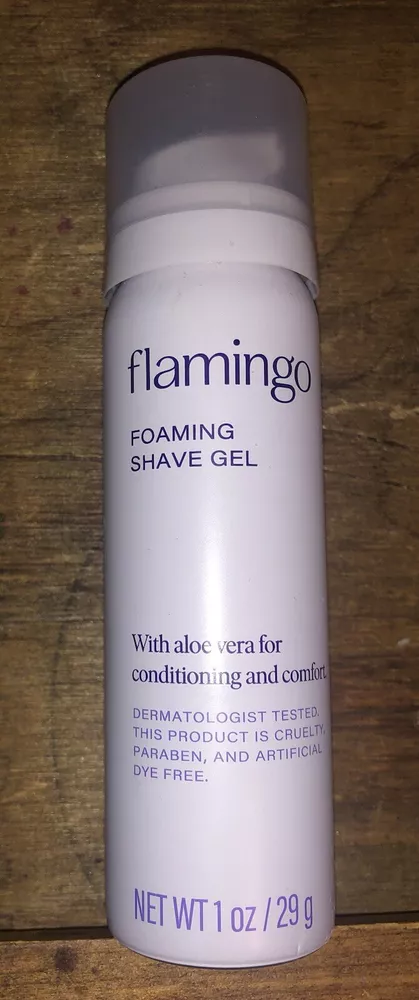 flamingo
FOAMING
SHAVE GEL
With aloe vera for
conditioning and comfort
DERMATOLOGIST TESTED.
THIS PRODUCT IS CRUELTY,
PARABEN, AND ARTIFICIAL
DYE FREE.
NET WT 1 oz / 29 g